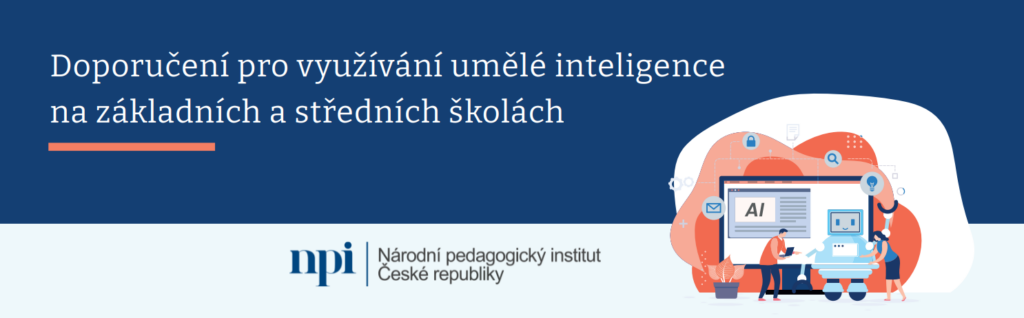 Doporučení pro využívání umělé inteligence
na základních a středních školách
AI
npi
Národní pedagogický institut
České republiky